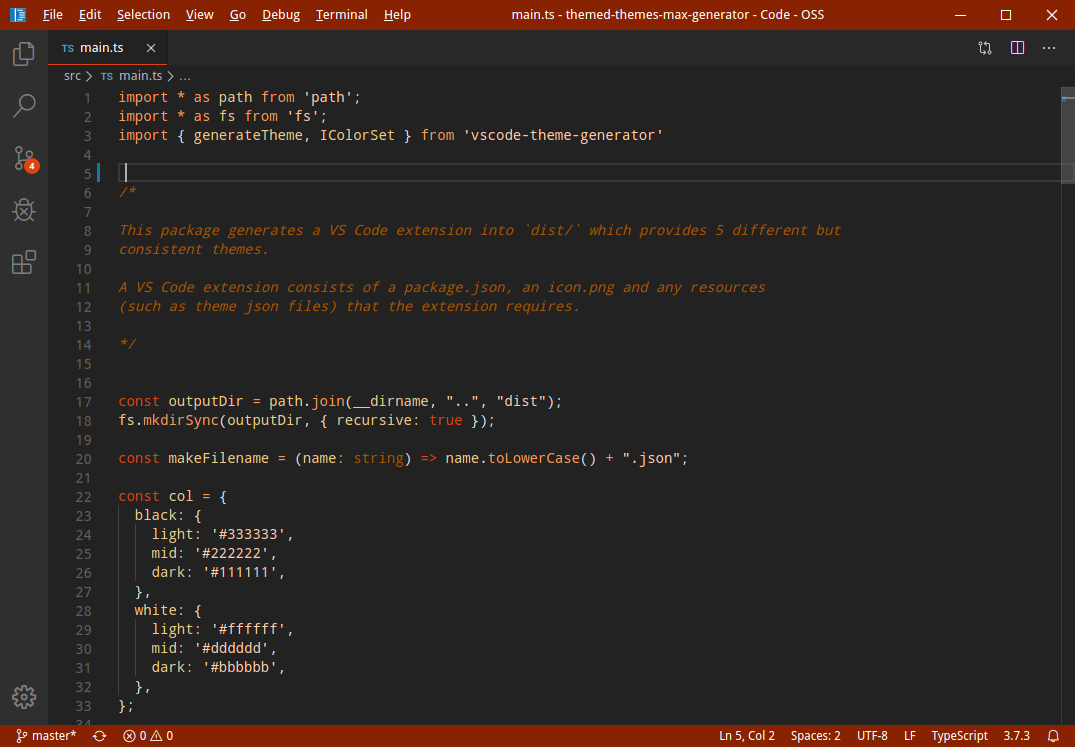 File Edit Selection View Go Debug Terminal Help main.ts - themed-themes-max-generator - Code - OSS
TS main.ts
src > TS main.ts > ...
1 import * as path from 'path';
2 import * as fs from 'fs';
3 import { generateTheme, IColorSet } from 'vscode-theme-generator'
4
5
6 /*
7
8 This package generates a VS Code extension into `dist/` which provides 5 different but
9 consistent themes.
10
11 A VS Code extension consists of a package.json, an icon.png and any resources
12 (such as theme json files) that the extension requires.
13
14 */
15
16
17 const outputDir = path.join(__dirname, "..", "dist");
18 fs.mkdirSync(outputDir, { recursive: true });
19
20 const makeFilename = (name: string) => name.toLowerCase() + ".json";
21
22 const col = {
23 black: {
24 light: '#333333',
25 mid: '#222222',
26 dark: '#111111',
27 },
28 white: {
29 light: '#ffffff',
30 mid: '#dddddd',
31 dark: '#bbbbbb',
32 },
33 };
34
4
master* 0 0 Ln 5, Col 2 Spaces: 2 UTF-8 LF TypeScript 3.7.3